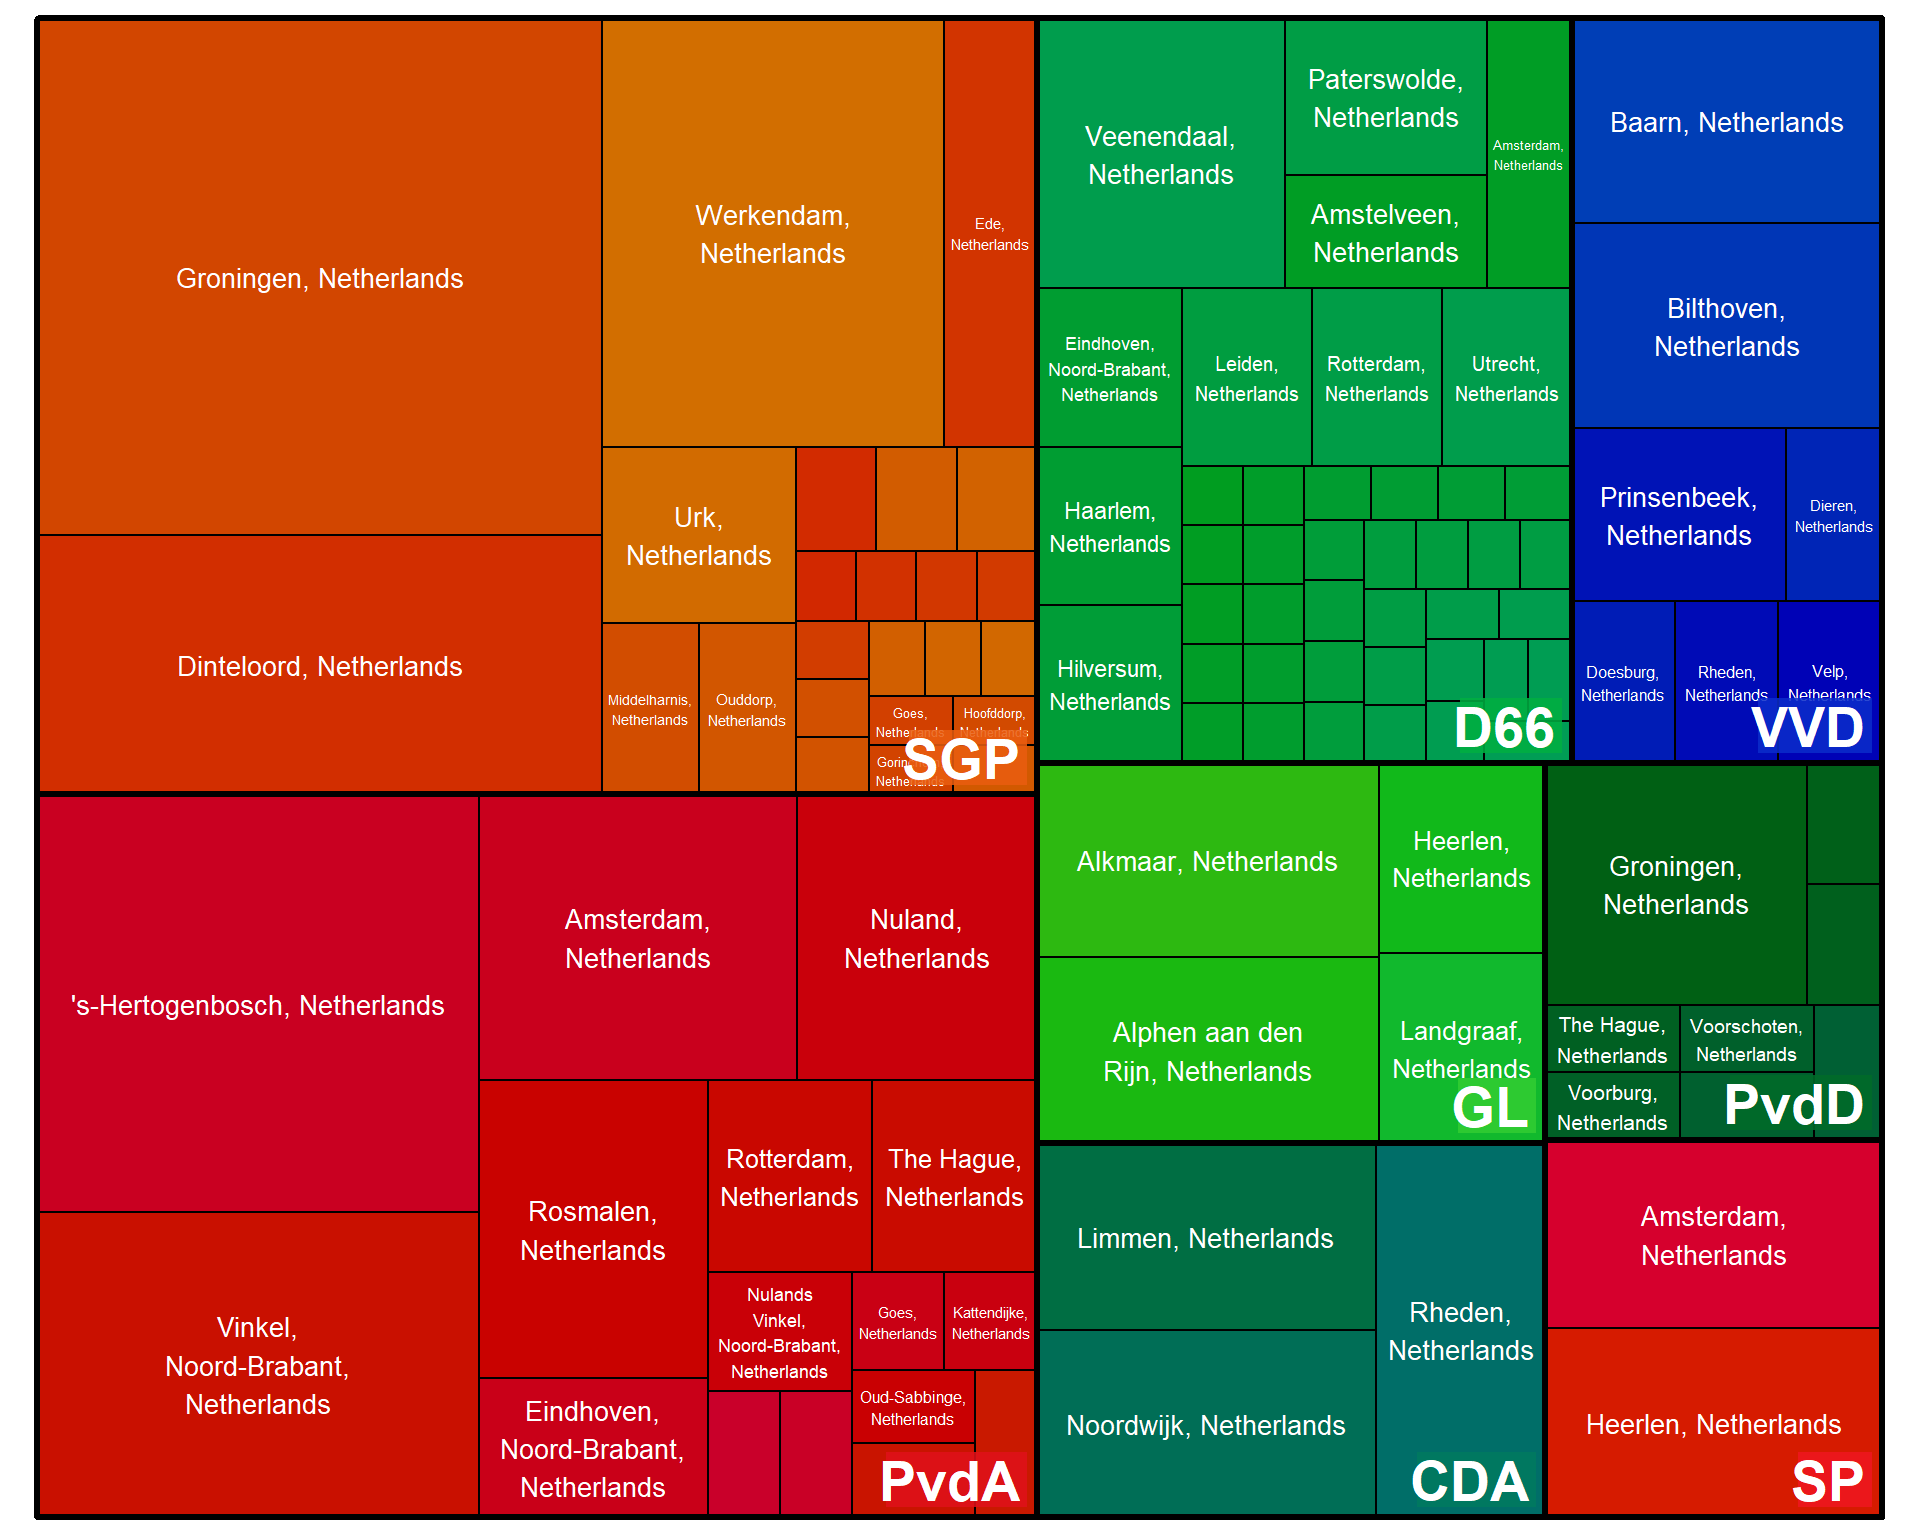 Groningen, Netherlands
Dinteloord, Netherlands
Werkendam,
Netherlands
Ede,
Netherlands
Urk,
Netherlands
Middelharnis,
Netherlands
Ouddorp,
Netherlands
Goes,
Netherlands
Hoofddorp,
Netherlands
Netherlands
SGP
Veenendaal,
Netherlands
Paterswolde,
Netherlands
Amstelveen,
Netherlands
Amsterdam,
Netherlands
Eindhoven,
Noord-Brabant,
Netherlands
Leiden,
Netherlands
Rotterdam,
Netherlands
Utrecht,
Netherlands
Haarlem,
Netherlands
Hilversum,
Netherlands
D66
Baarn, Netherlands
Bilthoven,
Netherlands
Prinsenbeek,
Netherlands
Dieren,
Netherlands
Doesburg,
Netherlands
Rheden,
Netherlands
Velp,
Netherlands
VVD
's-Hertogenbosch, Netherlands
Vinkel,
Noord-Brabant,
Netherlands
Amsterdam,
Netherlands
Nuland,
Netherlands
Rosmalen,
Netherlands
Rotterdam,
Netherlands
The Hague,
Netherlands
Nulands
Vinkel,
Noord-Brabant,
Netherlands
Goes,
Netherlands
Kattendijke,
Netherlands
Oud-Sabbinge,
Netherlands
Eindhoven,
Noord-Brabant,
Netherlands
PvdA
Alkmaar, Netherlands
Heerlen,
Netherlands
Alphen aan den
Rijn, Netherlands
Landgraaf,
Netherlands
GL
Groningen,
Netherlands
The Hague,
Netherlands
Voorschoten,
Netherlands
Voorburg,
Netherlands
PvdD
Limmen, Netherlands
Noordwijk, Netherlands
Rheden,
Netherlands
CDA
Amsterdam,
Netherlands
Heerlen, Netherlands
SP